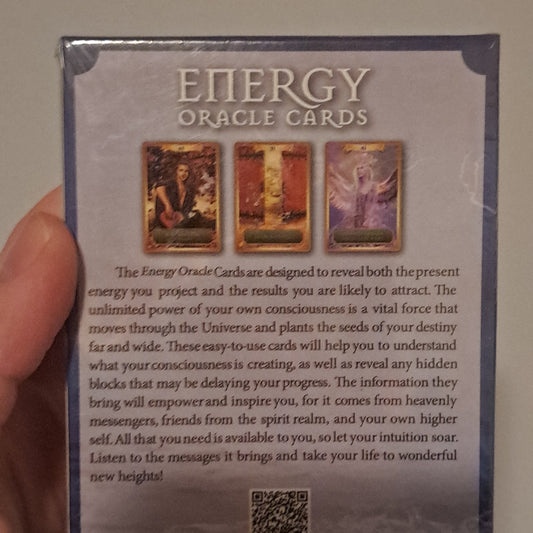 ENERGY
ORACLE CARDS
The Energy Oracle Cards are designed to reveal both the present
energy you project and the results you are likely to attract. The
unlimited power of your own consciousness is a vital force that
moves through the Universe and plants the seeds of your destiny
far and wide. These easy-to-use cards will help you to understand
what your consciousness is creating, as well as reveal any hidden
blocks that may be delaying your progress. The information they
bring will empower and inspire you, for it comes from heavenly
messengers, friends from the spirit realm, and your own higher
self. All that you need is available to you, so let your intuition soar.
Listen to the messages it brings and take your life to wonderful
new heights!